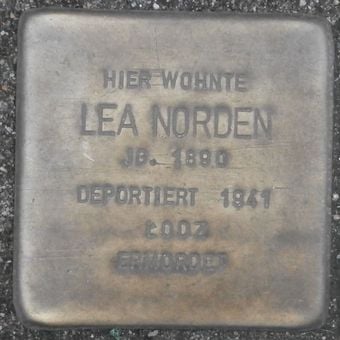 HIER WOHNTE
LEA NORDEN
JG. 1890
DEPORTIERT 1941
ŁODZ
ERMORDET